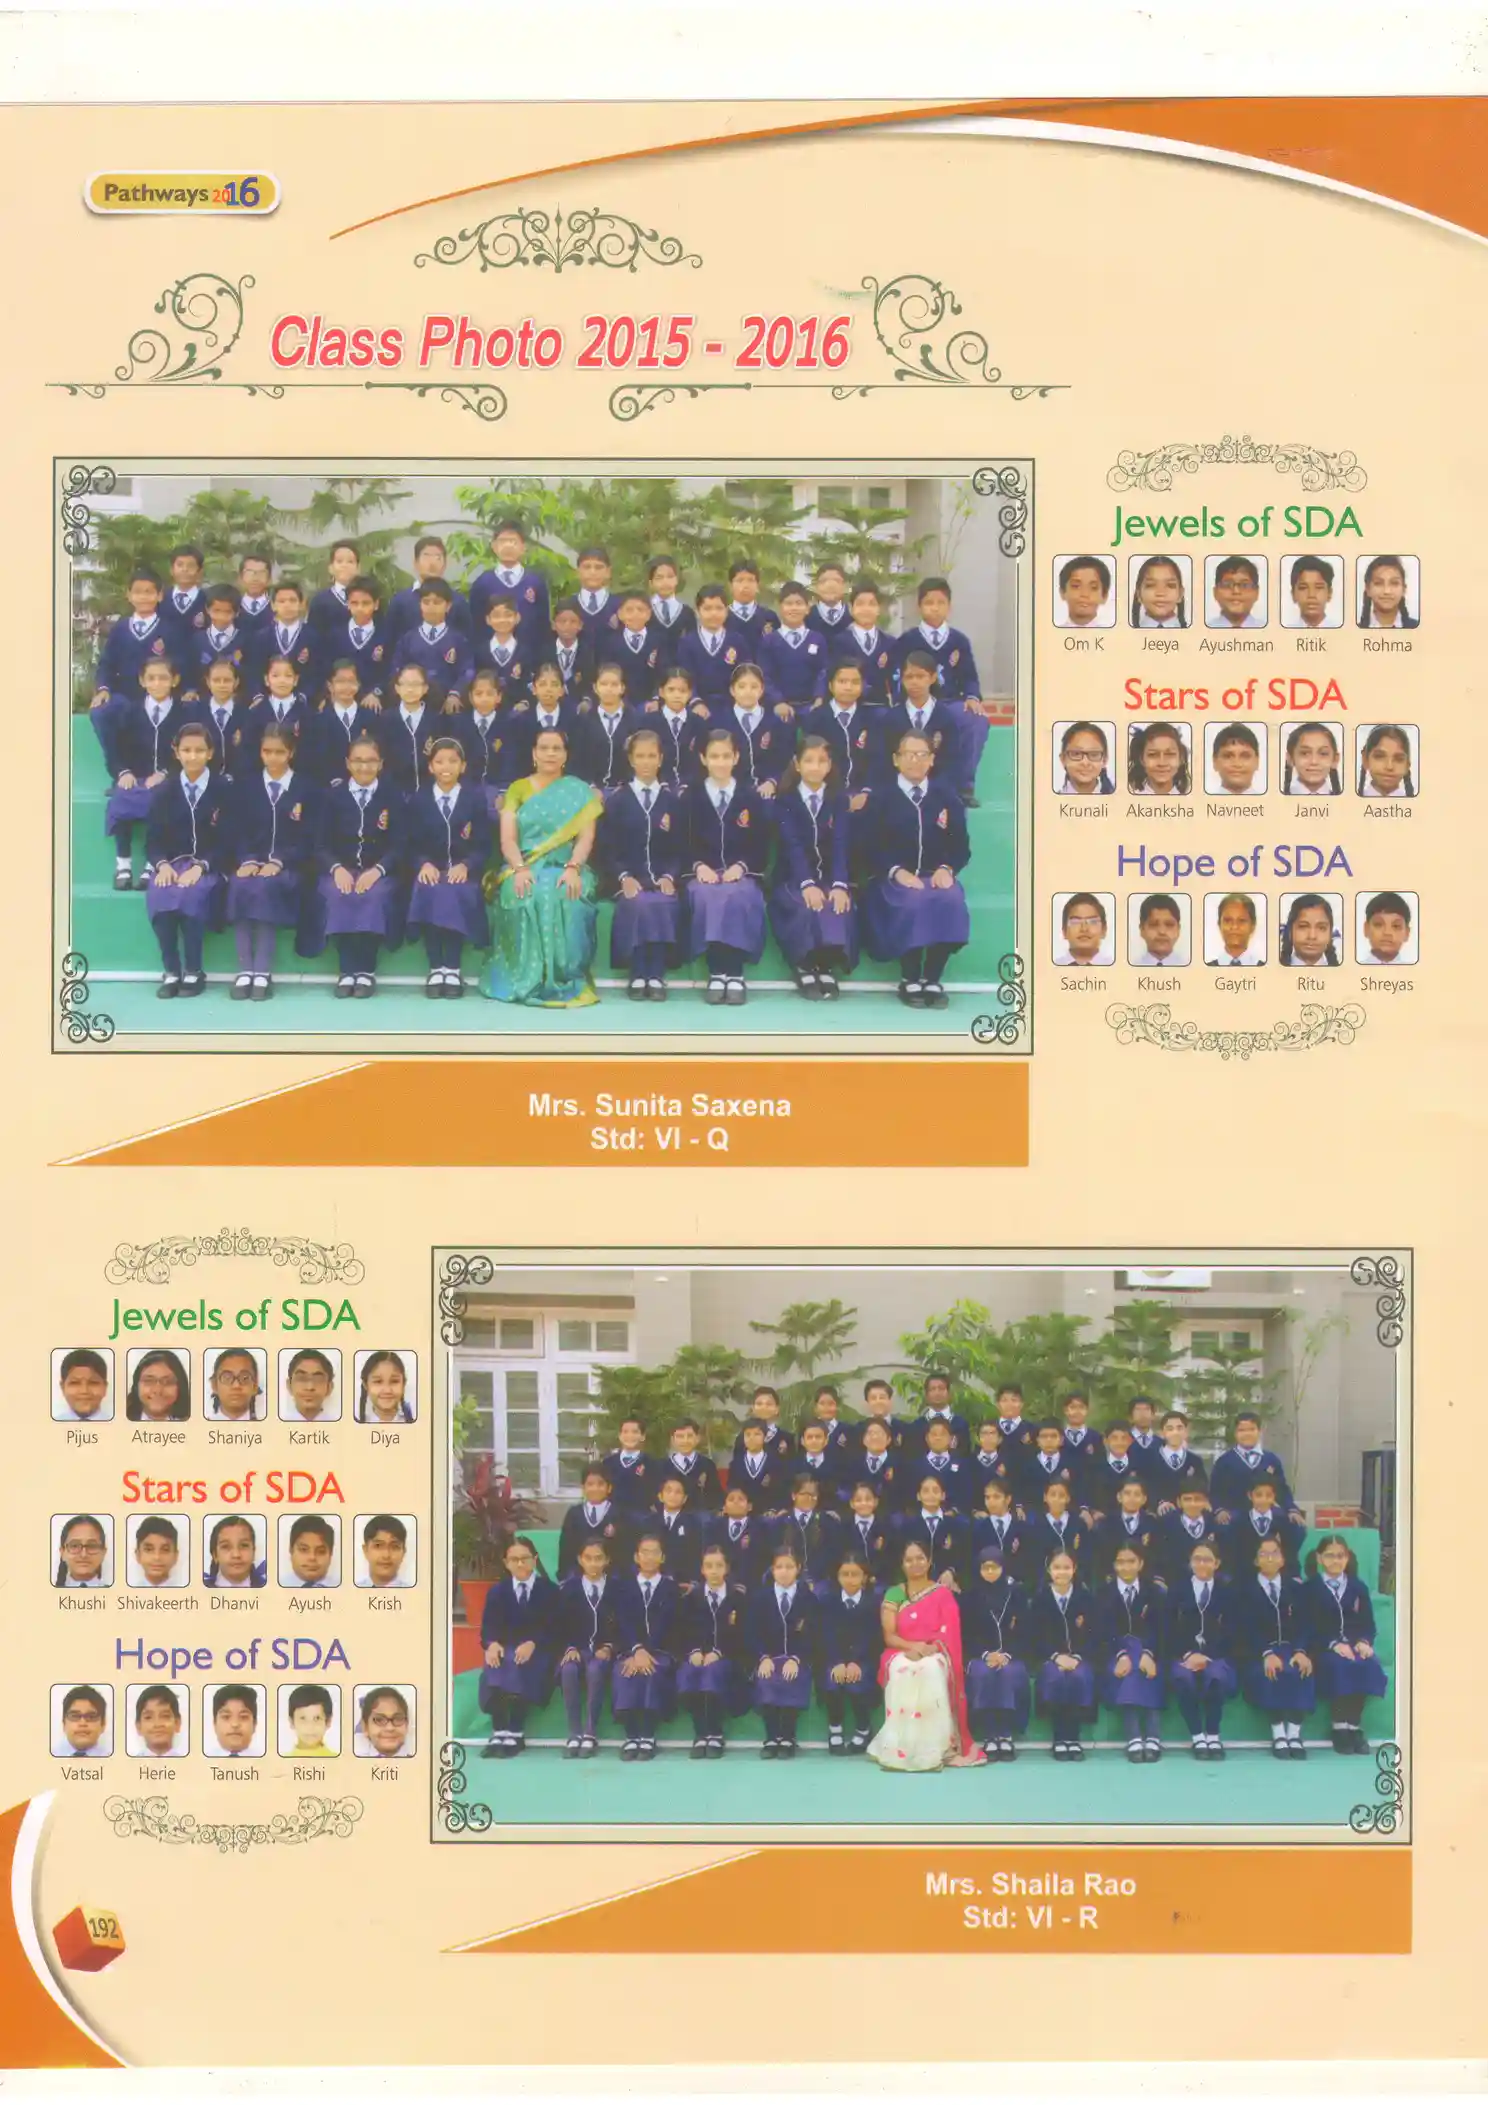 Pathways 2016
Class Photo 2015 - 2016
Jewels of SDA
Om K Jeeya Ayushman Ritik Rohma
Stars of SDA
Krunali Akanksha Navneet Janvi Aastha
Hope of SDA
Sachin Khush Gaytri Ritu Shreyas
Mrs. Sunita Saxena
Std: VI - Q
Jewels of SDA
Pijus Atrayee Shaniya Kartik Diya
Stars of SDA
Khushi Shivakeerth Dhanvi Ayush Krish
Hope of SDA
Vatsal Herie Tanush Rishi Kriti
Mrs. Shaila Rao
Std: VI - R
192